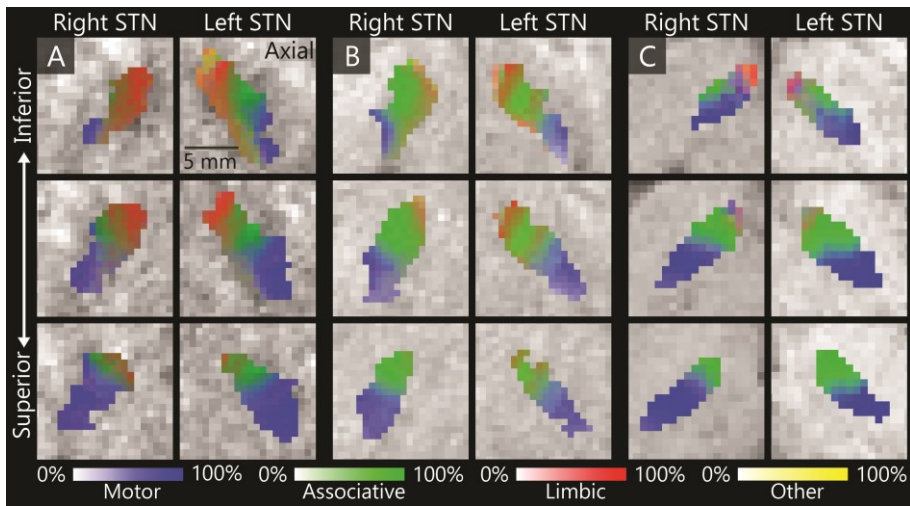 Right STN Left STN Right STN Left STN Right STN Left STN
A Axial B C
Inferior
5 mm
Superior
0% 100% 0% 100% 0% 100% 0% 100%
Motor Associative Limbic Other